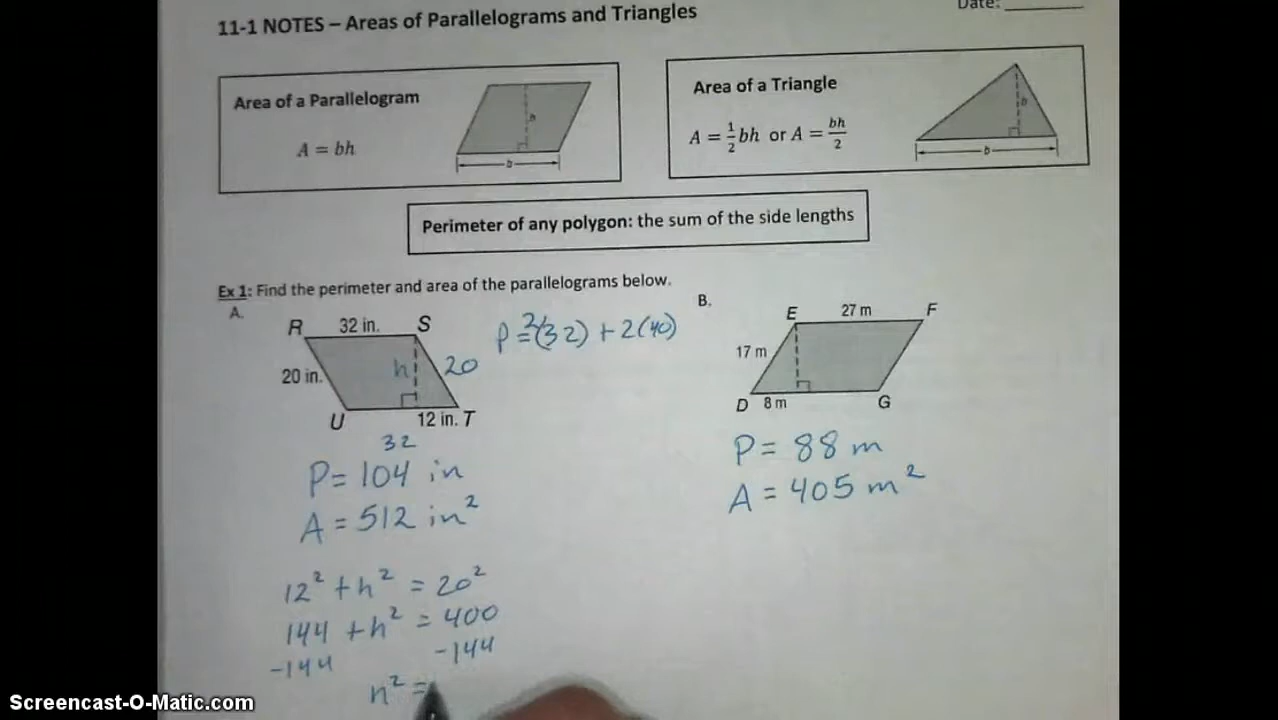 11-1 NOTES – Areas of Parallelograms and Triangles
Date: ________
Area of a Parallelogram
A = bh
h
b
Area of a Triangle
A = 1/2 bh or A = bh/2
h
b
Perimeter of any polygon: the sum of the side lengths
Ex 1: Find the perimeter and area of the parallelograms below.
A.
R 32 in. S
20 in. h 20
U 12 in. T
32
P = 2(32) + 2(40)
P = 104 in
A = 512 in²
12² + h² = 20²
144 + h² = 400
-144 -144
h² =
B.
E 27 m F
17 m
D 8 m G
P = 88 m
A = 405 m²
Screencast-O-Matic.com